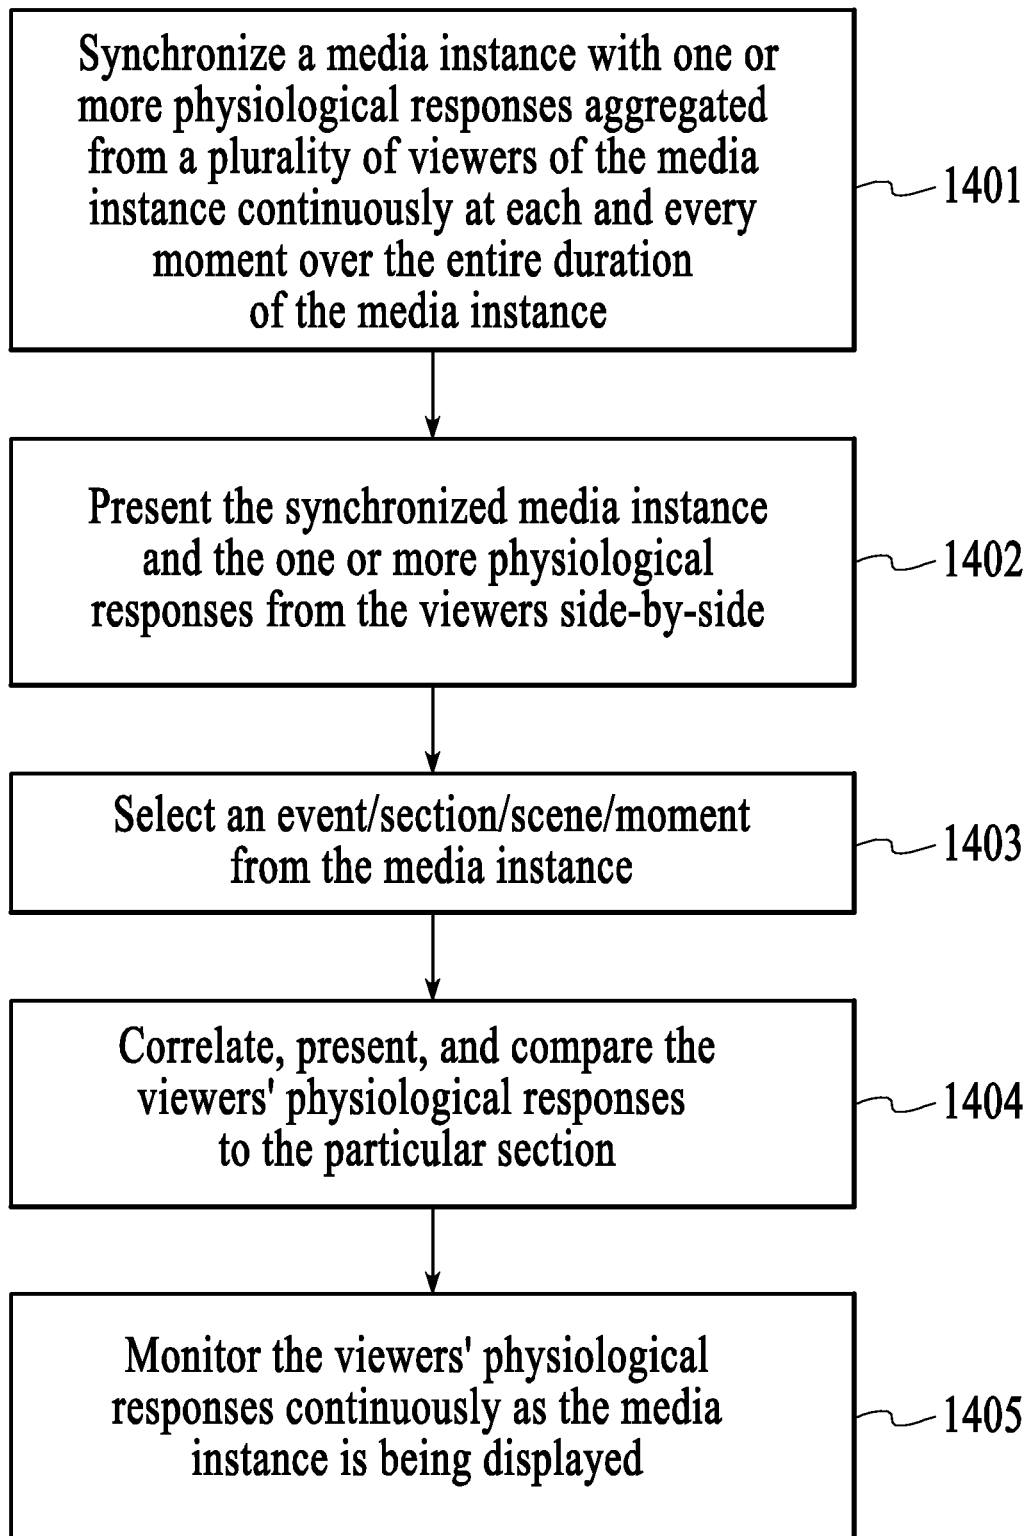 Synchronize a media instance with one or
more physiological responses aggregated
from a plurality of viewers of the media
instance continuously at each and every
moment over the entire duration
of the media instance
1401
Present the synchronized media instance
and the one or more physiological
responses from the viewers side-by-side
1402
Select an event/section/scene/moment
from the media instance
1403
Correlate, present, and compare the
viewers' physiological responses
to the particular section
1404
Monitor the viewers' physiological
responses continuously as the media
instance is being displayed
1405